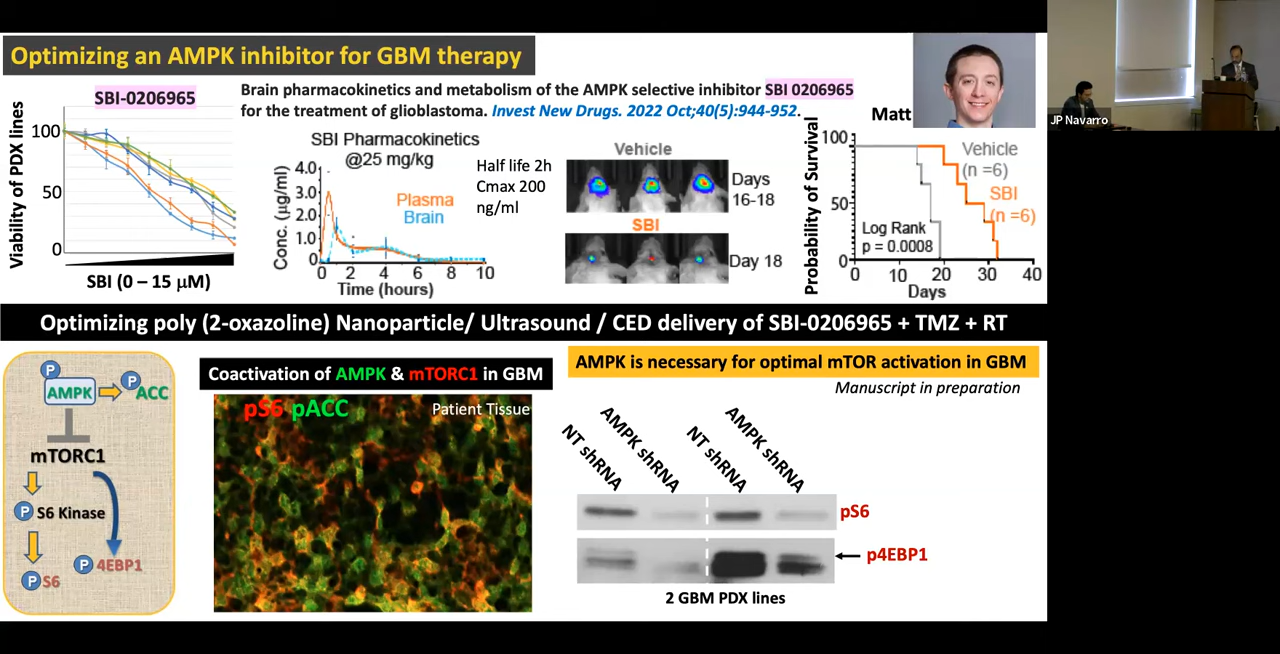 Optimizing an AMPK inhibitor for GBM therapy
SBI-0206965
Viability of PDX lines
100
50
0
SBI (0 – 15 µM)
Brain pharmacokinetics and metabolism of the AMPK selective inhibitor SBI 0206965
for the treatment of glioblastoma. Invest New Drugs. 2022 Oct;40(5):944-952.
SBI Pharmacokinetics
@25 mg/kg
Conc. (µg/ml)
4.0
3.0
2.0
1.0
0
Plasma
Brain
0 2 4 6 8 10
Time (hours)
Half life 2h
Cmax 200
ng/ml
Vehicle
Days
16-18
SBI
Day 18
Matt
Probability of Survival
100
50
0
Vehicle
(n =6)
SBI
(n =6)
Log Rank
p = 0.0008
0 10 20 30 40
Days
JP Navarro
Optimizing poly (2-oxazoline) Nanoparticle/ Ultrasound / CED delivery of SBI-0206965 + TMZ + RT
P
AMPK
P
ACC
mTORC1
P
S6 Kinase
P
4EBP1
P
S6
Coactivation of AMPK & mTORC1 in GBM
pS6 pACC
Patient Tissue
AMPK is necessary for optimal mTOR activation in GBM
Manuscript in preparation
NT shRNA
AMPK shRNA
NT shRNA
AMPK shRNA
pS6
p4EBP1
2 GBM PDX lines